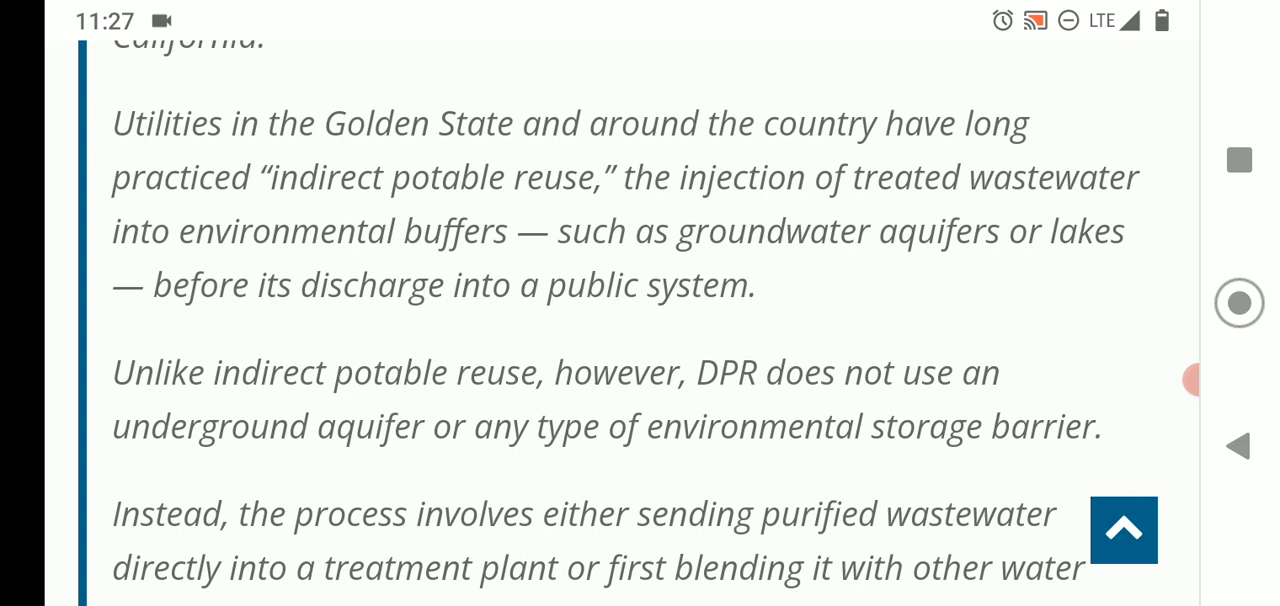 11:27
LTE
California.
Utilities in the Golden State and around the country have long
practiced “indirect potable reuse,” the injection of treated wastewater
into environmental buffers — such as groundwater aquifers or lakes
— before its discharge into a public system.
Unlike indirect potable reuse, however, DPR does not use an
underground aquifer or any type of environmental storage barrier.
Instead, the process involves either sending purified wastewater
directly into a treatment plant or first blending it with other water